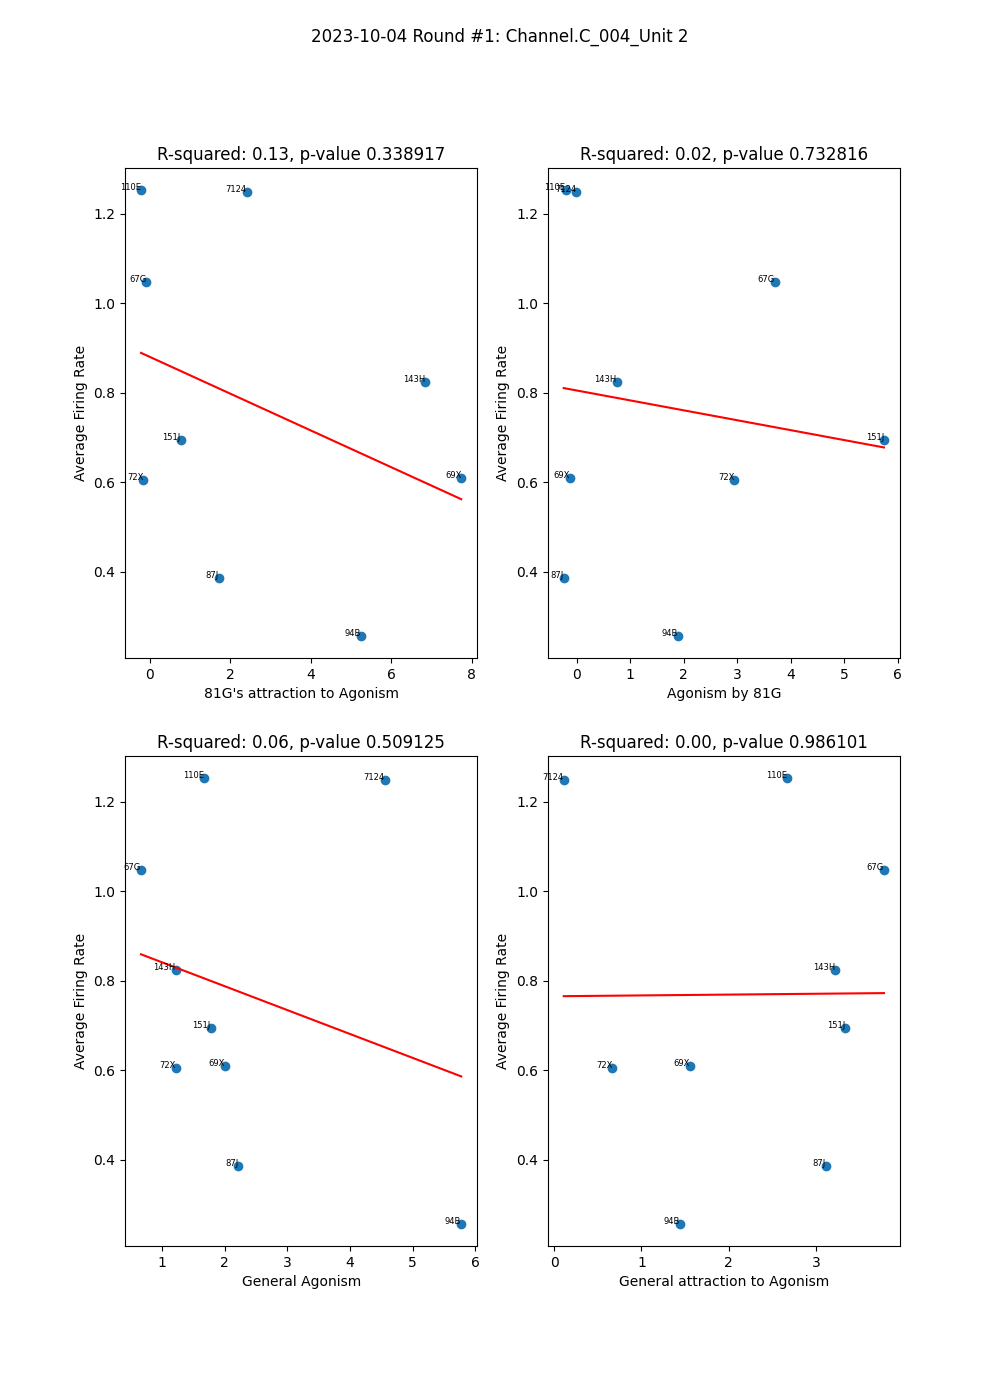 2023-10-04 Round #1: Channel.C_004_Unit 2
R-squared: 0.13, p-value 0.338917
1.2
1.0
0.8
0.6
0.4
Average Firing Rate
110E
7124
67G
143H
151J
72X
69X
87J
94B
0 2 4 6 8
81G's attraction to Agonism
R-squared: 0.02, p-value 0.732816
1.2
1.0
0.8
0.6
0.4
Average Firing Rate
110E
7124
67G
143H
151J
69X
72X
87J
94B
0 1 2 3 4 5 6
Agonism by 81G
R-squared: 0.06, p-value 0.509125
1.2
1.0
0.8
0.6
0.4
Average Firing Rate
110E
7124
67G
143H
151J
72X
69X
87J
94B
1 2 3 4 5 6
General Agonism
R-squared: 0.00, p-value 0.986101
1.2
1.0
0.8
0.6
0.4
Average Firing Rate
7124
110E
67G
143H
151J
72X
69X
87J
94B
0 1 2 3
General attraction to Agonism